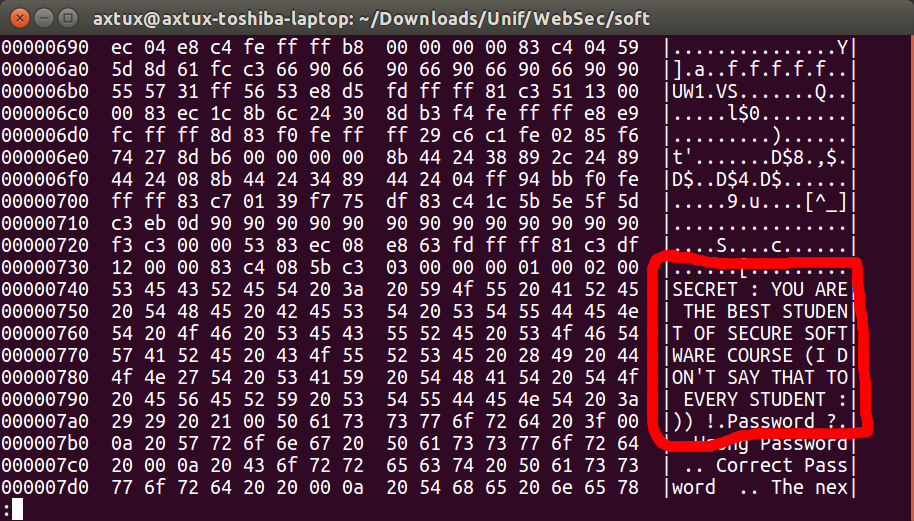 axtux@axtux-toshiba-laptop: ~/Downloads/Unif/WebSec/soft
00000690  ec 04 e8 c4 fe ff ff b8  00 00 00 00 83 c4 04 59  |...............Y|
000006a0  5d 8d 61 fc c3 66 90 66  90 66 90 66 90 66 90 90  |].a..f.f.f.f.f..|
000006b0  55 57 31 ff 56 53 e8 d5  fd ff ff 81 c3 51 13 00  |UW1.VS.......Q..|
000006c0  00 83 ec 1c 8b 6c 24 30  8d b3 f4 fe ff ff e8 e9  |.....l$0........|
000006d0  fc ff ff 8d 83 f0 fe ff  ff 29 c6 c1 fe 02 85 f6  |.........)......|
000006e0  74 27 8d b6 00 00 00 00  8b 44 24 38 89 2c 24 89  |t'.......D$8.,$.|
000006f0  44 24 08 8b 44 24 34 89  44 24 04 ff 94 bb f0 fe  |D$..D$4.D$......|
00000700  ff ff 83 c7 01 39 f7 75  df 83 c4 1c 5b 5e 5f 5d  |.....9.u....[^_]|
00000710  c3 eb 0d 90 90 90 90 90  90 90 90 90 90 90 90 90  |................|
00000720  f3 c3 00 00 53 83 ec 08  e8 63 fd ff ff 81 c3 df  |....S....c......|
00000730  12 00 00 83 c4 08 5b c3  03 00 00 00 01 00 02 00  |......[.........|
00000740  53 45 43 52 45 54 20 3a  20 59 4f 55 20 41 52 45  |SECRET : YOU ARE|
00000750  20 54 48 45 20 42 45 53  54 20 53 54 55 44 45 4e  | THE BEST STUDEN|
00000760  54 20 4f 46 20 53 45 43  55 52 45 20 53 4f 46 54  |T OF SECURE SOFT|
00000770  57 41 52 45 20 43 4f 55  52 53 45 20 28 49 20 44  |WARE COURSE (I D|
00000780  4f 4e 27 54 20 53 41 59  20 54 48 41 54 20 54 4f  |ON'T SAY THAT TO|
00000790  20 45 56 45 52 59 20 53  54 55 44 45 4e 54 20 3a  | EVERY STUDENT :|
000007a0  29 29 20 21 00 50 61 73  73 77 6f 72 64 20 3f 00  |)) !.Password ?.|
000007b0  0a 20 57 72 6f 6e 67 20  50 61 73 73 77 6f 72 64  |. Wrong Password|
000007c0  20 00 0a 20 43 6f 72 72  65 63 74 20 50 61 73 73  | .. Correct Pass|
000007d0  77 6f 72 64 20 20 00 0a  20 54 68 65 20 6e 65 78  |word  .. The nex|
: